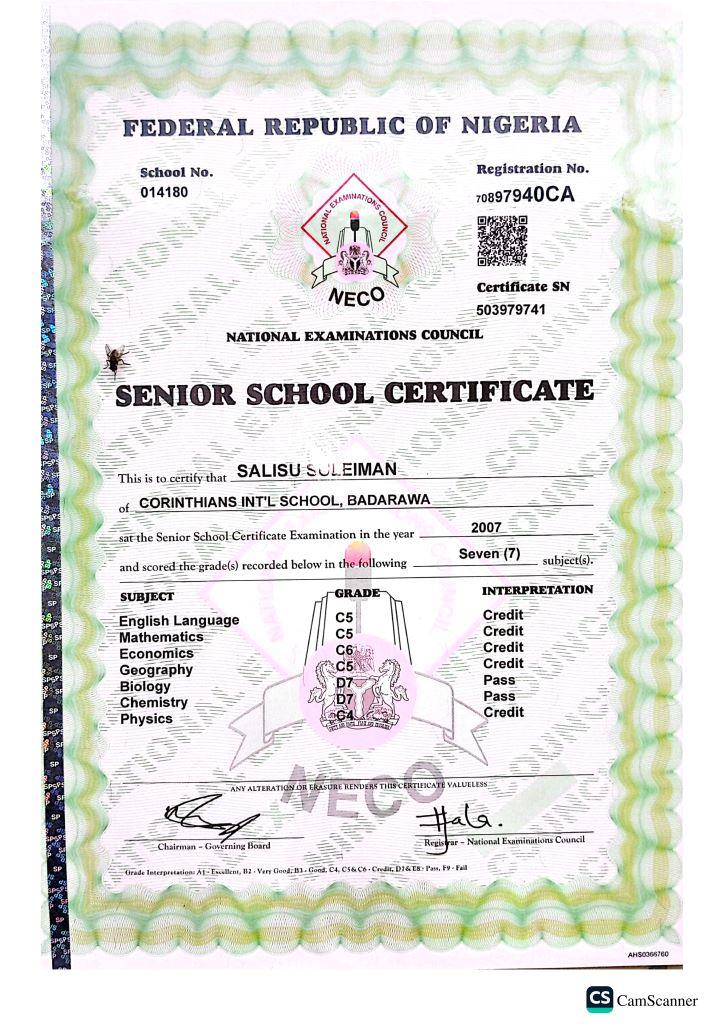 FEDERAL REPUBLIC OF NIGERIA
School No.
014180
Registration No.
70897940CA
NATIONAL EXAMINATIONS COUNCIL
NECO
Certificate SN
503979741
NATIONAL EXAMINATIONS COUNCIL
SENIOR SCHOOL CERTIFICATE
This is to certify that SALISU SULEIMAN
of CORINTHIANS INT'L SCHOOL, BADARAWA
sat the Senior School Certificate Examination in the year 2007
and scored the grade(s) recorded below in the following Seven (7) subject(s).
SUBJECT GRADE INTERPRETATION
English Language C5 Credit
Mathematics C5 Credit
Economics C6 Credit
Geography C5 Credit
Biology D7 Pass
Chemistry D7 Pass
Physics C4 Credit
NECO
ANY ALTERATION OR ERASURE RENDERS THIS CERTIFICATE VALUELESS
Chairman - Governing Board
Registrar - National Examinations Council
Grade Interpretation: A1 - Excellent, B2 - Very Good, B3 - Good, C4, C5 & C6 - Credit, D7 & E8 - Pass, F9 - Fail
AHS0366760
CS CamScanner